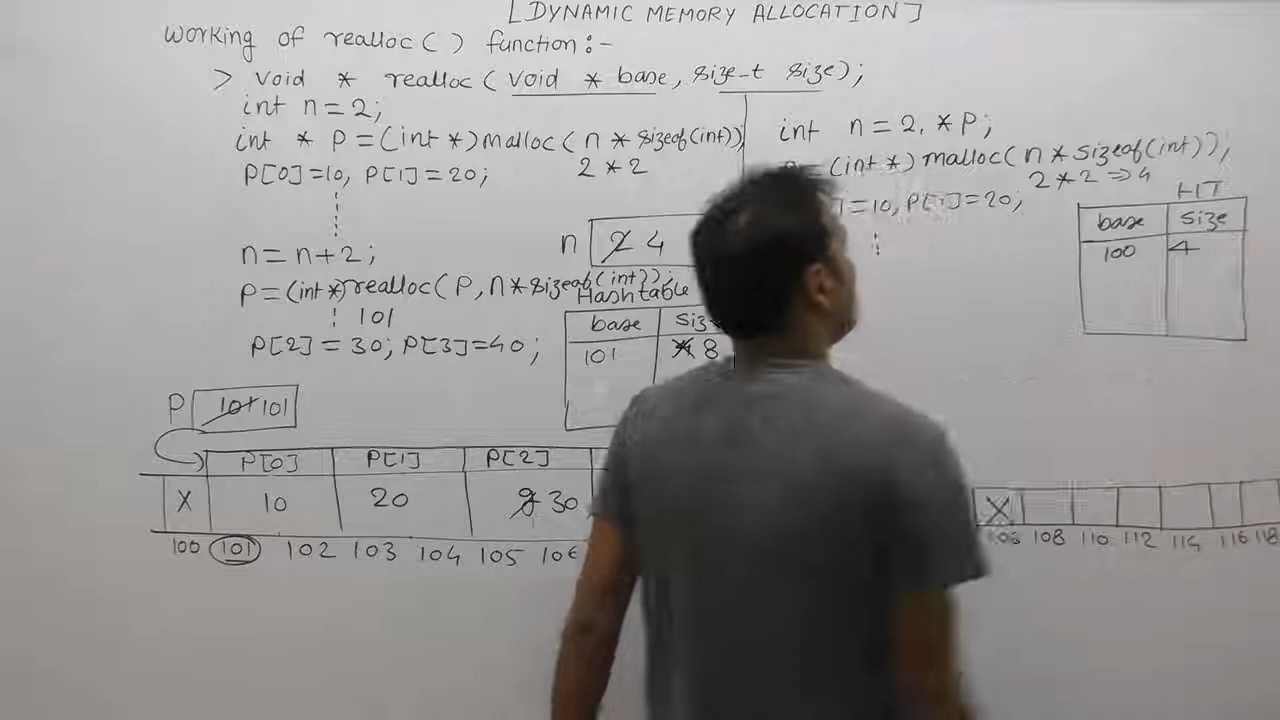 [DYNAMIC MEMORY ALLOCATION]
Working of realloc() function:-
> void * realloc(void * base, size_t size);
int n=2;
int * P=(int *)malloc(n * sizeof(int))
P[0]=10, P[1]=20; 2*2
n=n+2;
P=(int*)realloc(P, n*sizeof(int));
101
P[2]=30; P[3]=40;
n 2 4
Hash table
base
101 8
P 101 101
P[0] P[1] P[2]
X 10 20 g 30
100 101 102 103 104 105 106
int n=2, *P;
=(int *)malloc(n*sizeof(int));
2*2=>4
=10, P[1]=20;
HT
base size
100 4
X
108 110 112 114 116 118